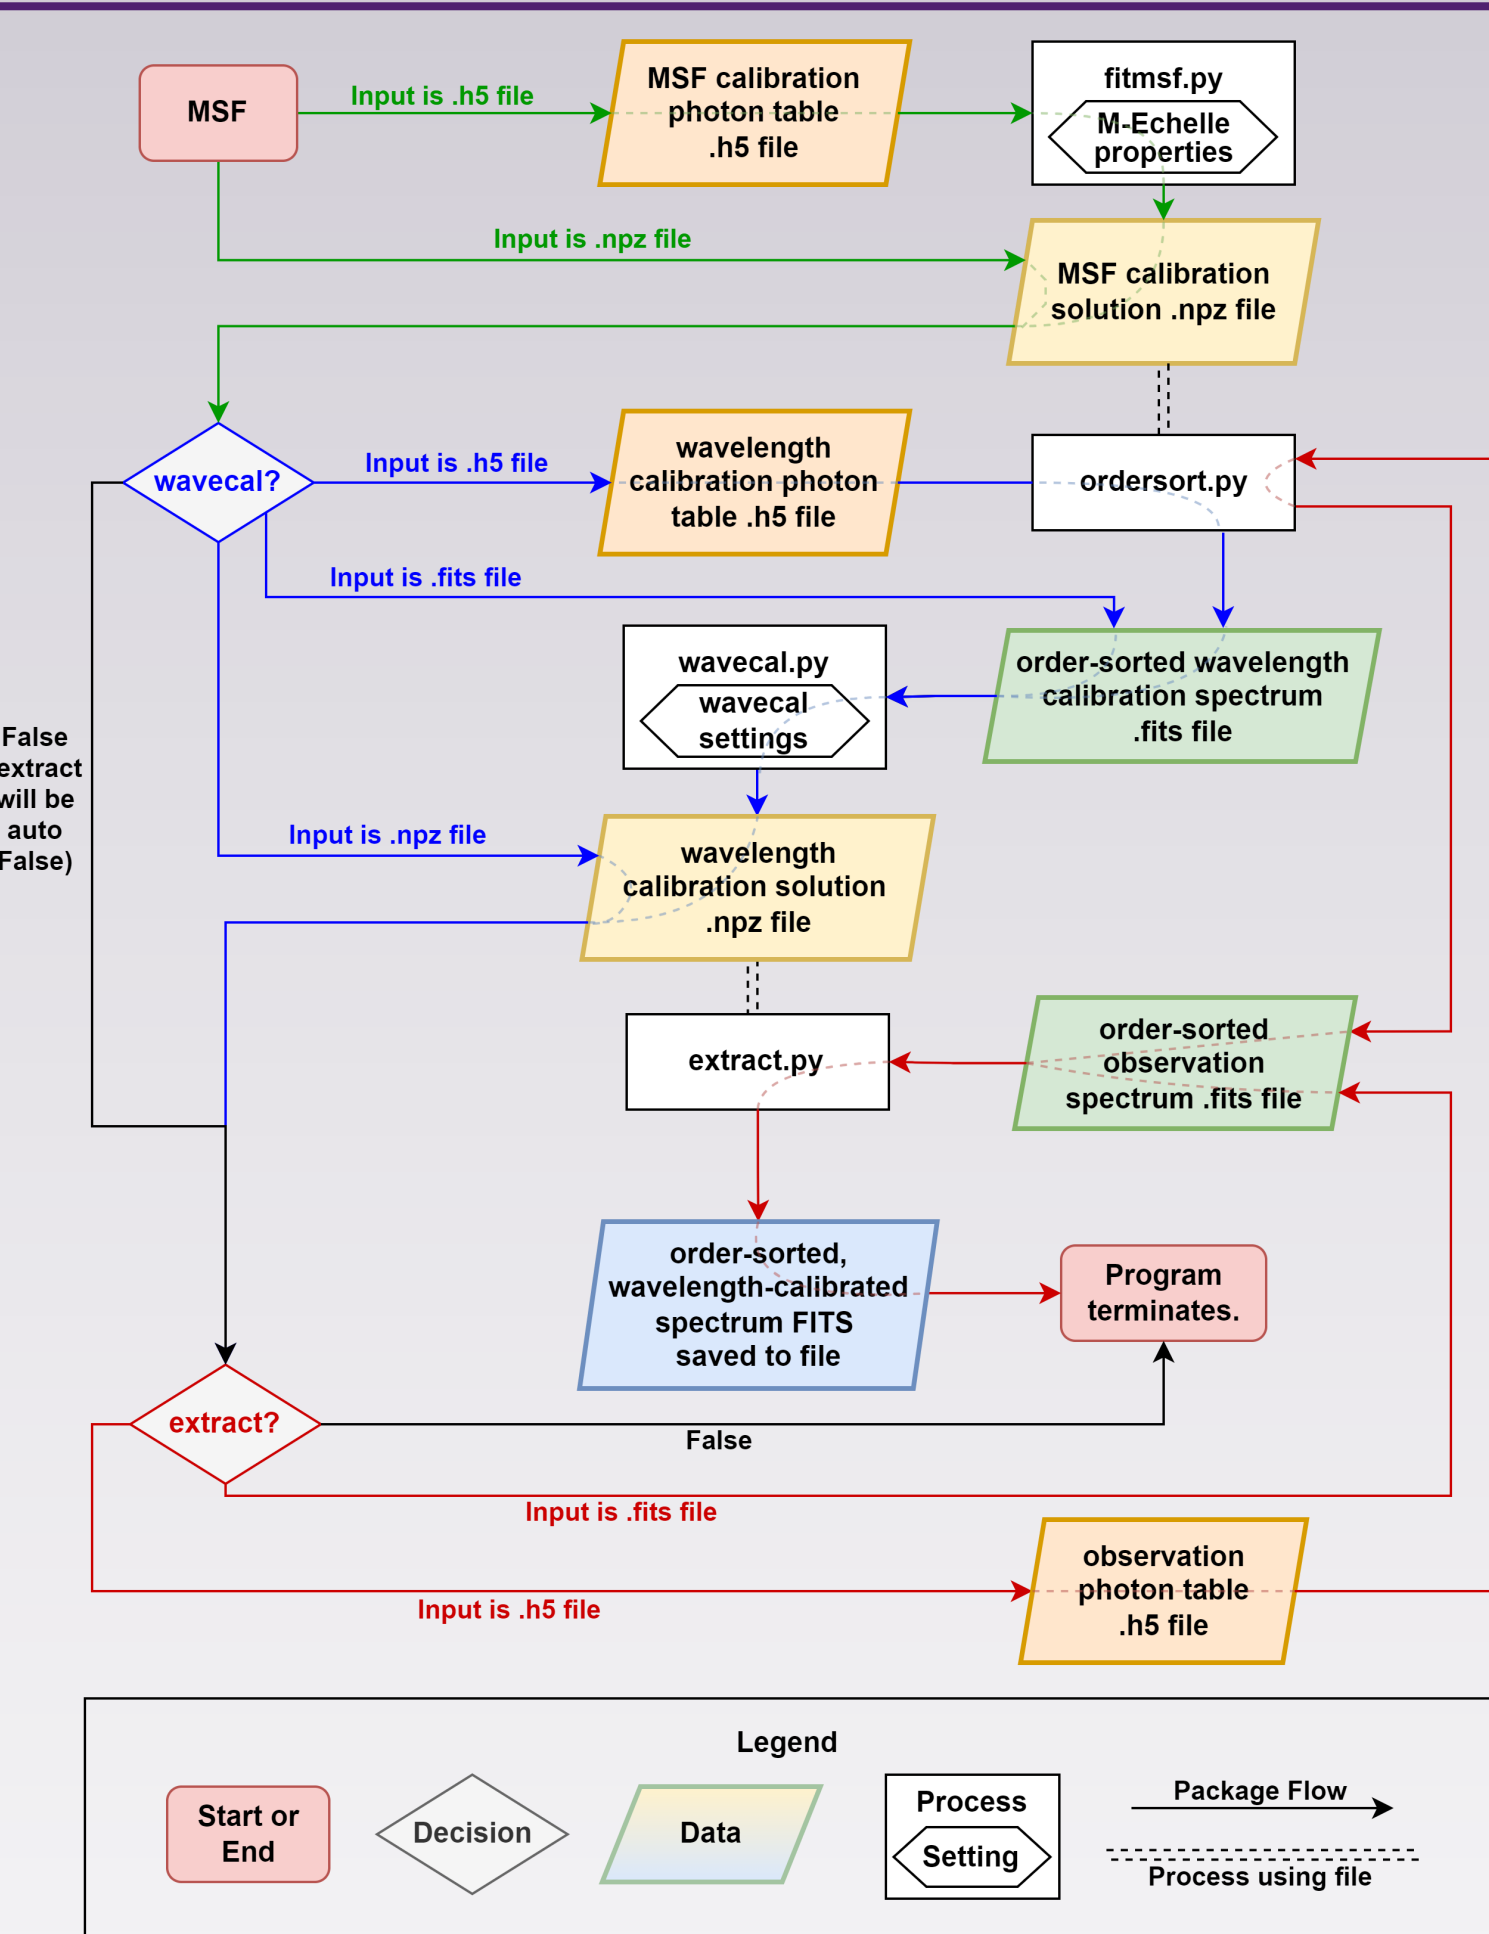 MSF
Input is .h5 file
MSF calibration
photon table
.h5 file
fitmsf.py
M-Echelle
properties
Input is .npz file
MSF calibration
solution .npz file
wavecal?
Input is .h5 file
wavelength
calibration photon
table .h5 file
ordersort.py
Input is .fits file
wavecal.py
wavecal
settings
order-sorted wavelength
calibration spectrum
.fits file
False
extract
will be
auto
False)
Input is .npz file
wavelength
calibration solution
.npz file
extract.py
order-sorted
observation
spectrum .fits file
order-sorted,
wavelength-calibrated
spectrum FITS
saved to file
Program
terminates.
extract?
False
Input is .fits file
Input is .h5 file
observation
photon table
.h5 file
Legend
Start or
End
Decision
Data
Process
Setting
Package Flow
Process using file